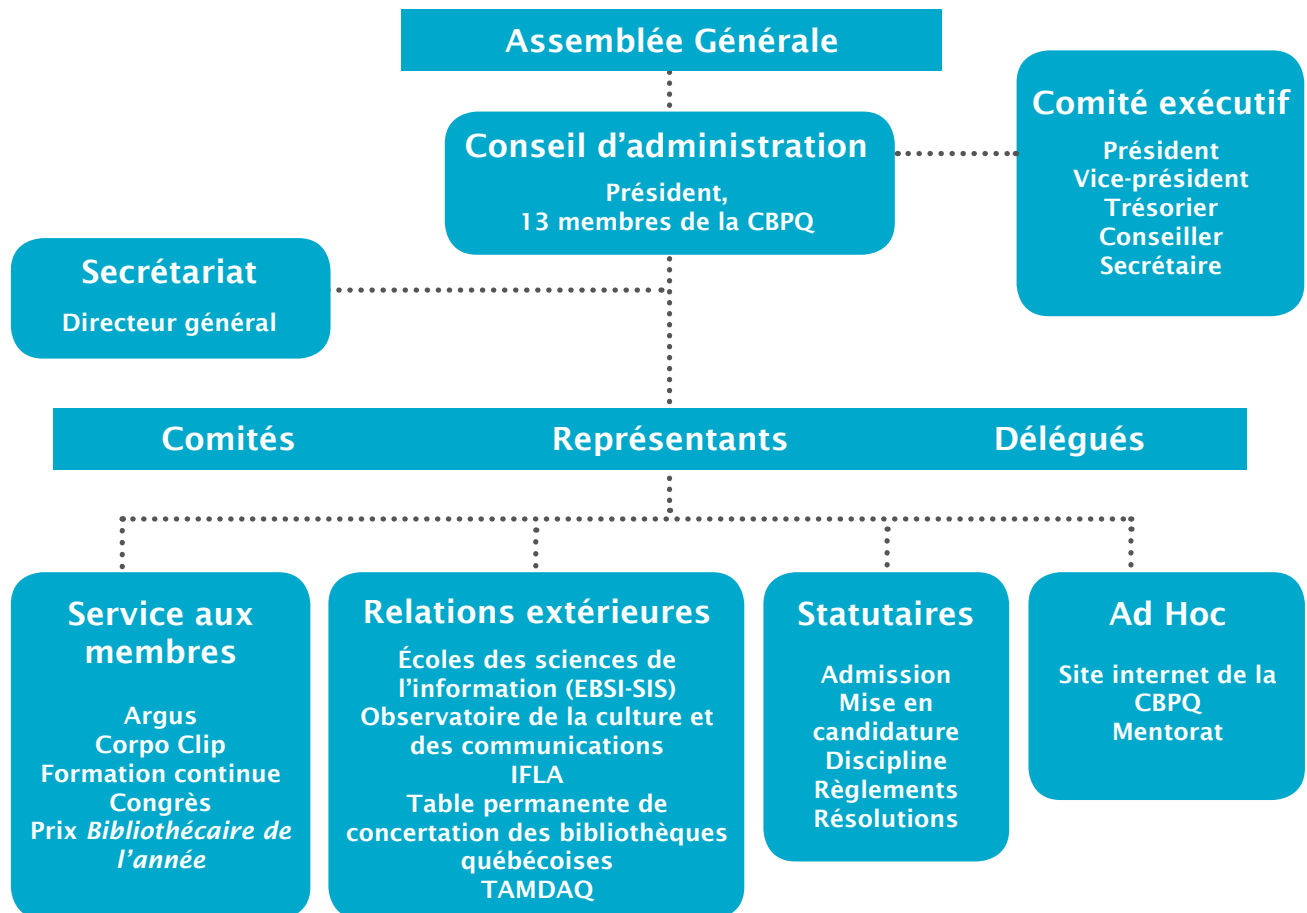 Assemblée Générale
Conseil d’administration
Président,
13 membres de la CBPQ
Comité exécutif
Président
Vice-président
Trésorier
Conseiller
Secrétaire
Secrétariat
Directeur général
Comités Représentants Délégués
Service aux
membres
Argus
Corpo Clip
Formation continue
Congrès
Prix Bibliothécaire de
l’année
Relations extérieures
Écoles des sciences de
l’information (EBSI-SIS)
Observatoire de la culture et
des communications
IFLA
Table permanente de
concertation des bibliothèques
québécoises
TAMDAQ
Statutaires
Admission
Mise en
candidature
Discipline
Règlements
Résolutions
Ad Hoc
Site internet de la
CBPQ
Mentorat